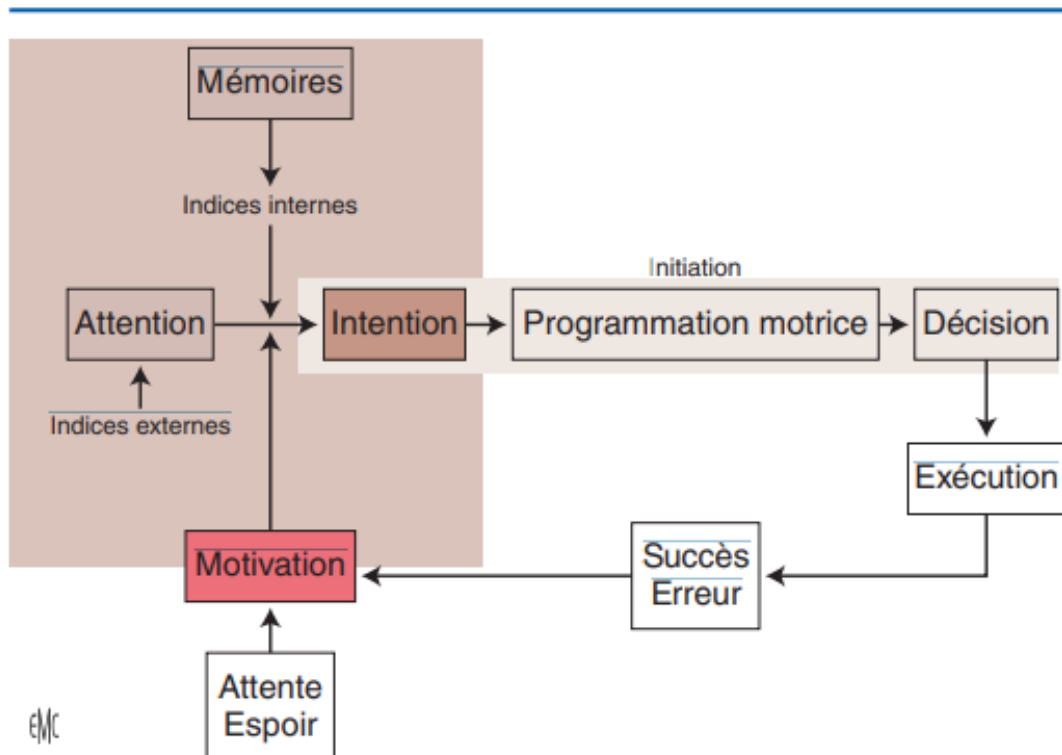 Mémoires
Indices internes
Initiation
Attention
Intention
Programmation motrice
Décision
Indices externes
Exécution
Motivation
Succès
Erreur
Attente
Espoir
EMC